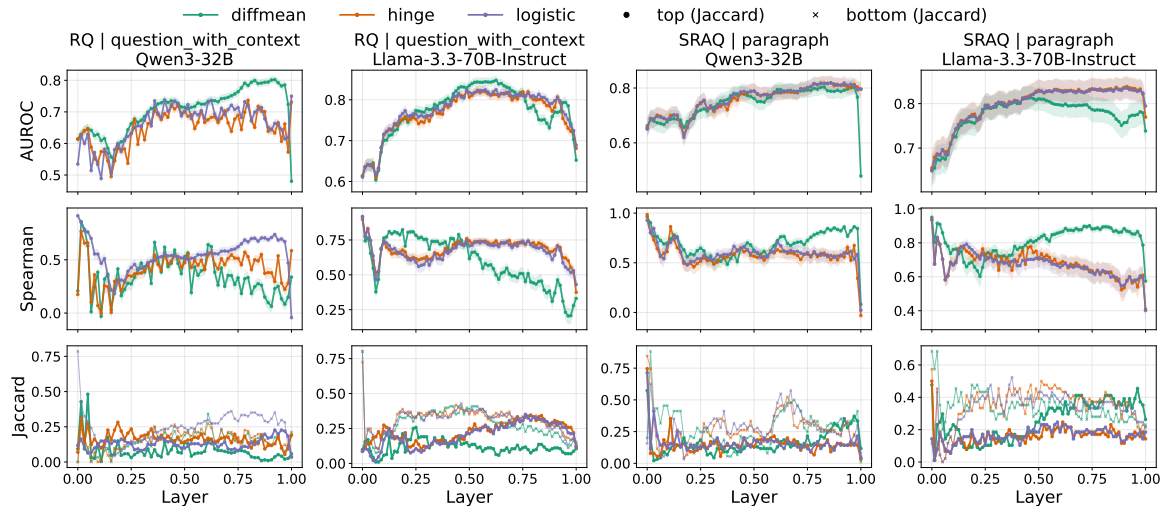 diffmean hinge logistic top (Jaccard) bottom (Jaccard)
RQ | question_with_context
Qwen3-32B
RQ | question_with_context
Llama-3.3-70B-Instruct
SRAQ | paragraph
Qwen3-32B
SRAQ | paragraph
Llama-3.3-70B-Instruct
AUROC
0.8
0.7
0.6
0.5
0.8
0.7
0.6
0.8
0.6
0.8
0.7
Spearman
0.5
0.0
0.75
0.50
0.25
1.0
0.5
0.0
1.0
0.8
0.6
0.4
Jaccard
0.75
0.50
0.25
0.00
0.75
0.50
0.25
0.00
0.75
0.50
0.25
0.00
0.6
0.4
0.2
0.0
0.00 0.25 0.50 0.75 1.00
0.00 0.25 0.50 0.75 1.00
0.00 0.25 0.50 0.75 1.00
0.00 0.25 0.50 0.75 1.00
Layer
Layer
Layer
Layer